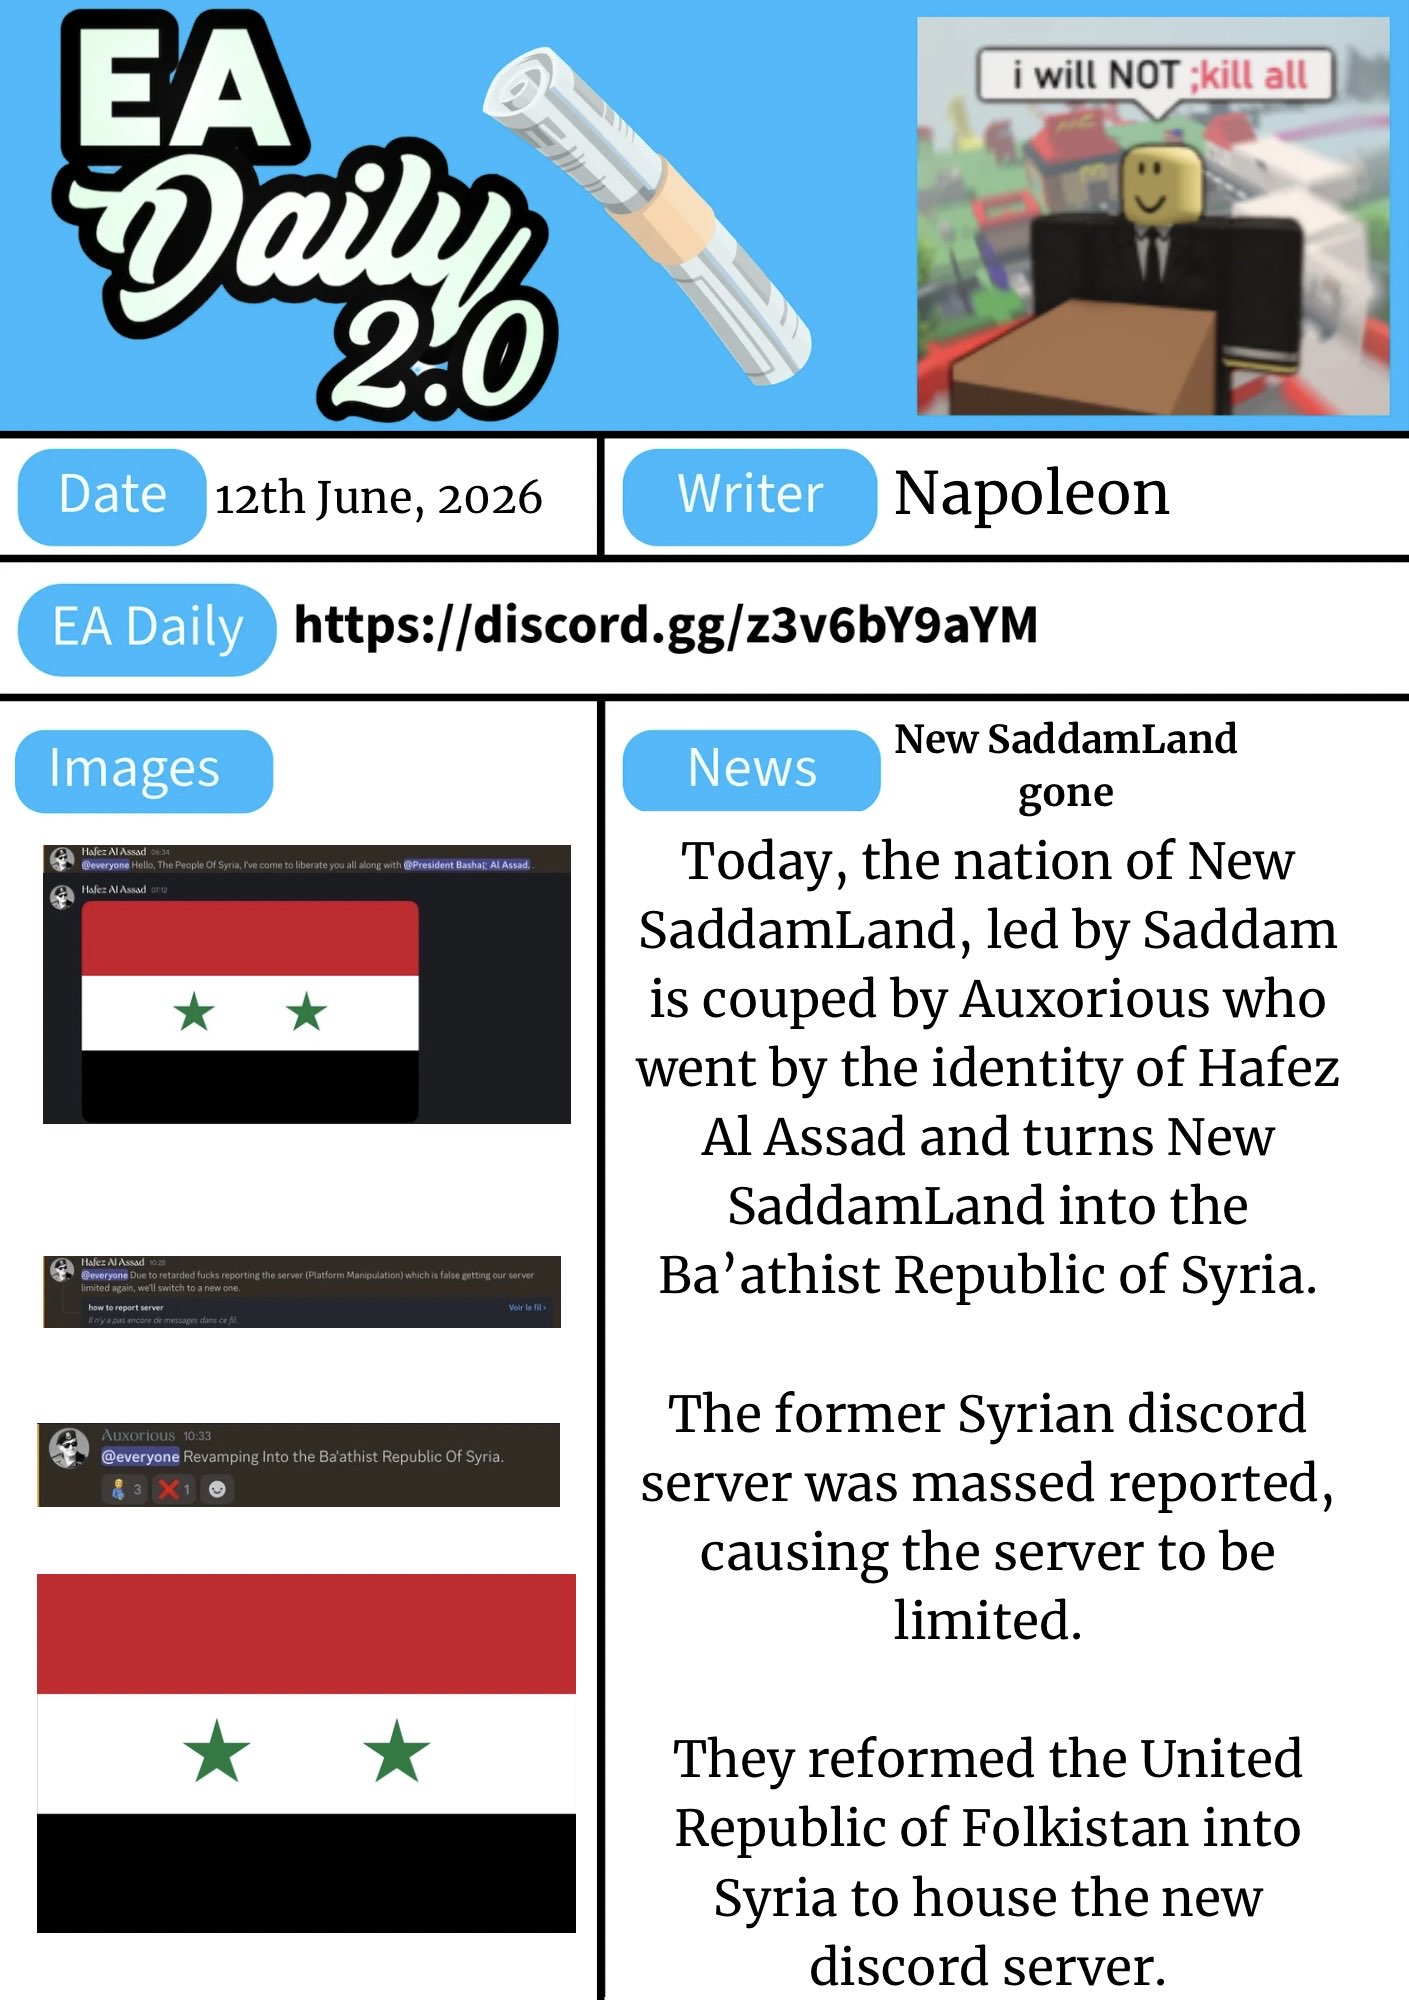 EA
Daily
2.0
i will NOT ;kill all
Date
12th June, 2026
Writer
Napoleon
EA Daily
https://discord.gg/z3v6bY9aYM
Images
Hafez Al Assad 06:34
@everyone Hello, The People Of Syria, I've come to liberate you all along with @President Bashar Al Assad. .
Hafez Al Assad 07:12
Hafez Al Assad 10:28
@everyone Due to retarded fucks reporting the server (Platform Manipulation) which is false getting our server
limited again, we'll switch to a new one.
how to report server
Voir le fil ›
Il n'y a pas encore de messages dans ce fil.
Auxorious 10:33
@everyone Revamping Into the Ba'athist Republic Of Syria.
3
1
News
New SaddamLand
gone
Today, the nation of New
SaddamLand, led by Saddam
is couped by Auxorious who
went by the identity of Hafez
Al Assad and turns New
SaddamLand into the
Ba’athist Republic of Syria.
The former Syrian discord
server was massed reported,
causing the server to be
limited.
They reformed the United
Republic of Folkistan into
Syria to house the new
discord server.